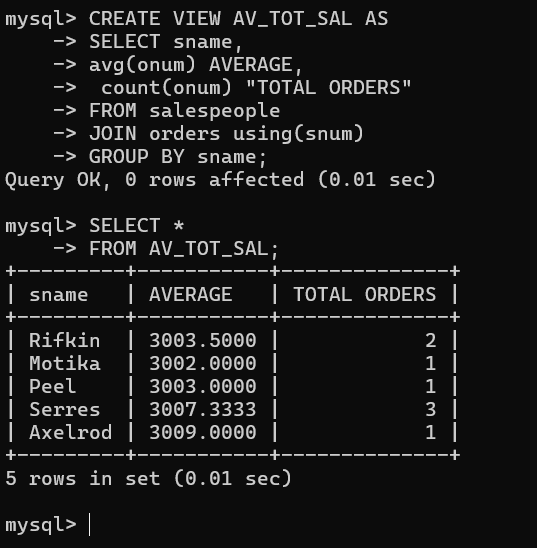 mysql> CREATE VIEW AV_TOT_SAL AS
    -> SELECT sname,
    -> avg(onum) AVERAGE,
    ->  count(onum) "TOTAL ORDERS"
    -> FROM salespeople
    -> JOIN orders using(snum)
    -> GROUP BY sname;
Query OK, 0 rows affected (0.01 sec)

mysql> SELECT *
    -> FROM AV_TOT_SAL;
+---------+-----------+--------------+
| sname   | AVERAGE   | TOTAL ORDERS |
+---------+-----------+--------------+
| Rifkin  | 3003.5000 |            2 |
| Motika  | 3002.0000 |            1 |
| Peel    | 3003.0000 |            1 |
| Serres  | 3007.3333 |            3 |
| Axelrod | 3009.0000 |            1 |
+---------+-----------+--------------+
5 rows in set (0.01 sec)

mysql>